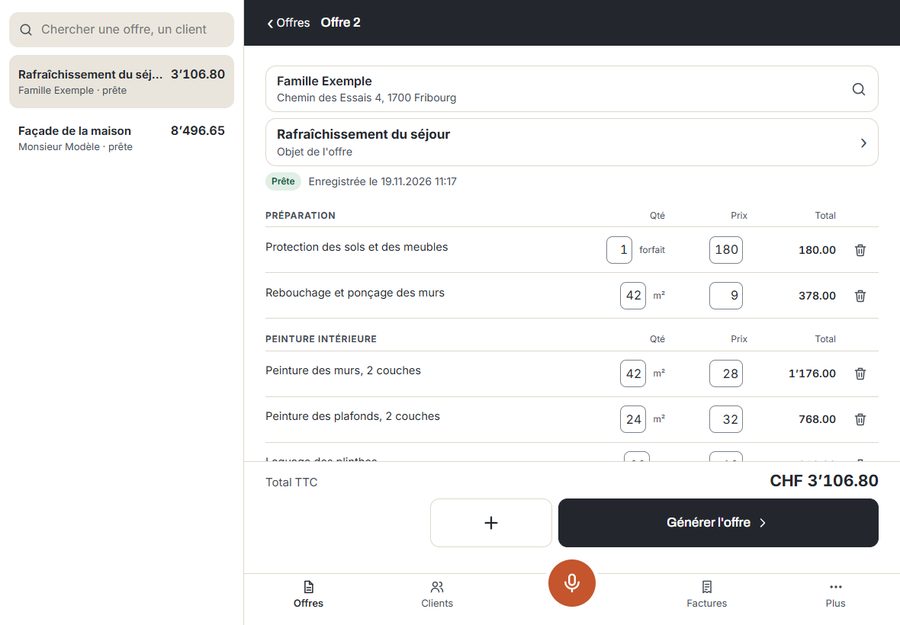 Chercher une offre, un client
Rafraîchissement du séj… 3’106.80
Famille Exemple · prête
Façade de la maison 8’496.65
Monsieur Modèle · prête
Offres Offre 2
Famille Exemple
Chemin des Essais 4, 1700 Fribourg
Rafraîchissement du séjour
Objet de l'offre
Prête Enregistrée le 19.11.2026 11:17
PRÉPARATION Qté Prix Total
Protection des sols et des meubles 1 forfait 180 180.00
Rebouchage et ponçage des murs 42 m² 9 378.00
PEINTURE INTÉRIEURE Qté Prix Total
Peinture des murs, 2 couches 42 m² 28 1’176.00
Peinture des plafonds, 2 couches 24 m² 32 768.00
Laquage des plinthes
Total TTC CHF 3’106.80
+ Générer l'offre
Offres Clients Factures Plus